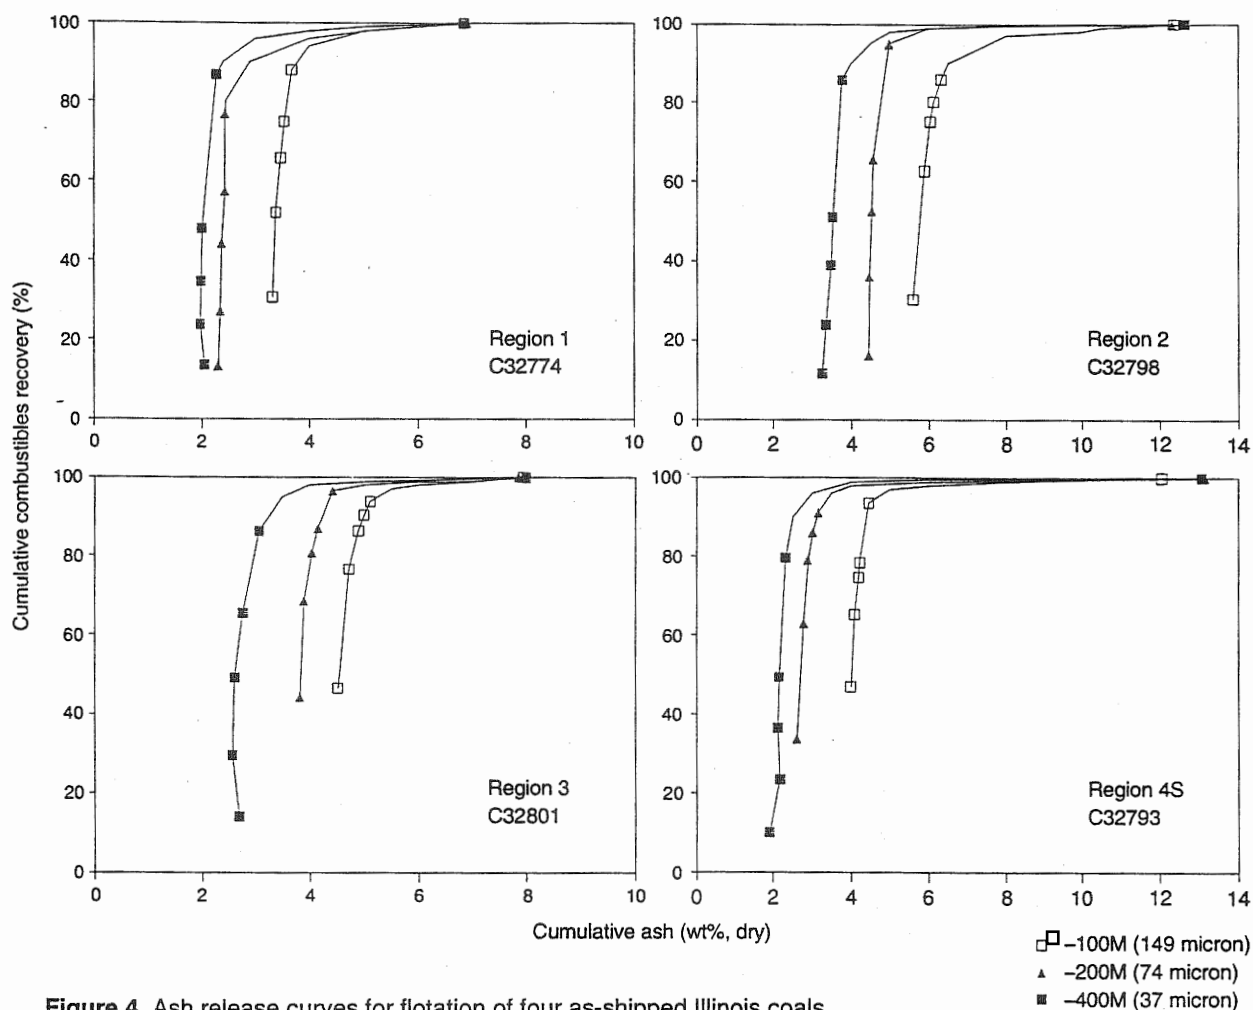 Cumulative combustibles recovery (%)
100
80
60
40
20
0
0 2 4 6 8 10
Region 1
C32774
100
80
60
40
20
0
0 2 4 6 8 10 12 14
Region 2
C32798
100
80
60
40
20
0
0 2 4 6 8 10
Region 3
C32801
100
80
60
40
20
0
0 2 4 6 8 10 12 14
Region 4S
C32793
Cumulative ash (wt%, dry)
–100M (149 micron)
–200M (74 micron)
–400M (37 micron)
Figure 4 Ash release curves for flotation of four as-shipped Illinois coals